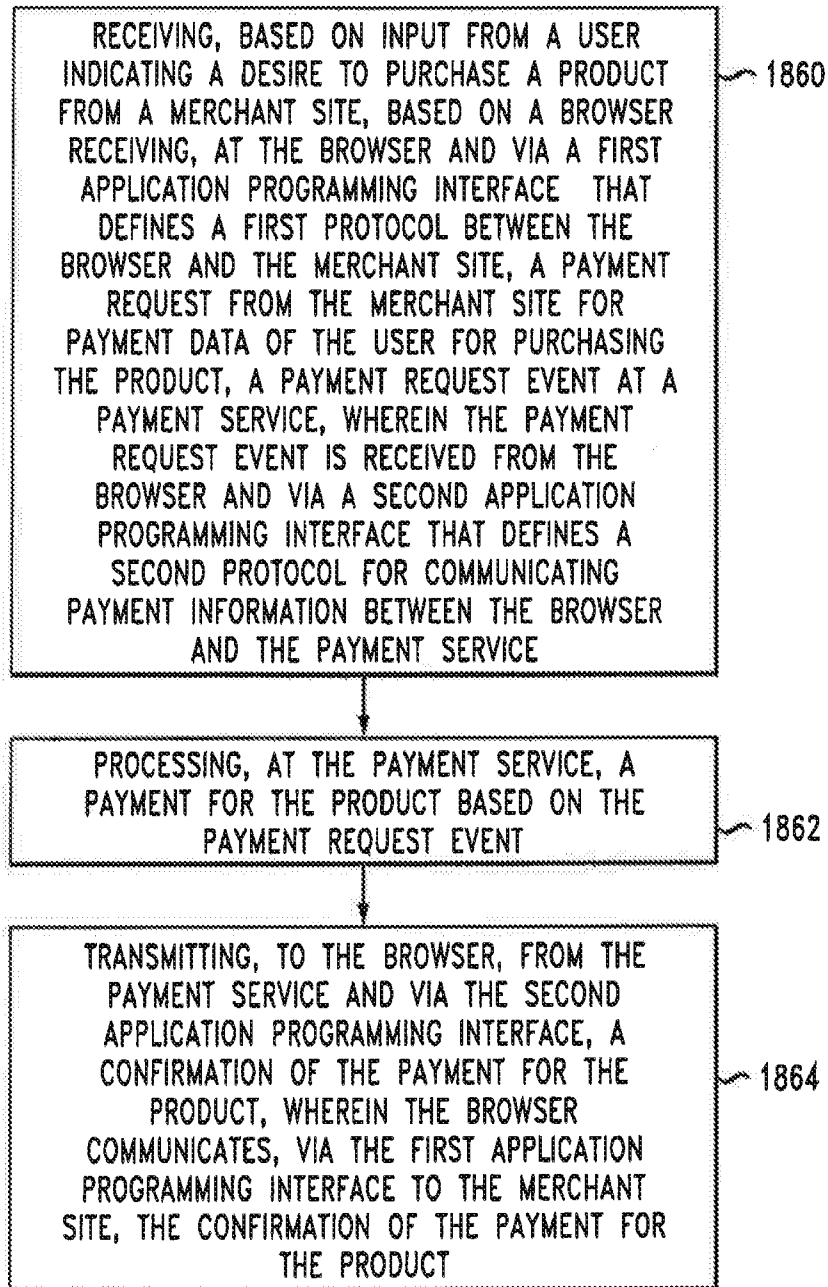 RECEIVING, BASED ON INPUT FROM A USER
INDICATING A DESIRE TO PURCHASE A PRODUCT
FROM A MERCHANT SITE, BASED ON A BROWSER
RECEIVING, AT THE BROWSER AND VIA A FIRST
APPLICATION PROGRAMMING INTERFACE THAT
DEFINES A FIRST PROTOCOL BETWEEN THE
BROWSER AND THE MERCHANT SITE, A PAYMENT
REQUEST FROM THE MERCHANT SITE FOR
PAYMENT DATA OF THE USER FOR PURCHASING
THE PRODUCT, A PAYMENT REQUEST EVENT AT A
PAYMENT SERVICE, WHEREIN THE PAYMENT
REQUEST EVENT IS RECEIVED FROM THE
BROWSER AND VIA A SECOND APPLICATION
PROGRAMMING INTERFACE THAT DEFINES A
SECOND PROTOCOL FOR COMMUNICATING
PAYMENT INFORMATION BETWEEN THE BROWSER
AND THE PAYMENT SERVICE
1860
PROCESSING, AT THE PAYMENT SERVICE, A
PAYMENT FOR THE PRODUCT BASED ON THE
PAYMENT REQUEST EVENT
1862
TRANSMITTING, TO THE BROWSER, FROM THE
PAYMENT SERVICE AND VIA THE SECOND
APPLICATION PROGRAMMING INTERFACE, A
CONFIRMATION OF THE PAYMENT FOR THE
PRODUCT, WHEREIN THE BROWSER
COMMUNICATES, VIA THE FIRST APPLICATION
PROGRAMMING INTERFACE TO THE MERCHANT
SITE, THE CONFIRMATION OF THE PAYMENT FOR
THE PRODUCT
1864